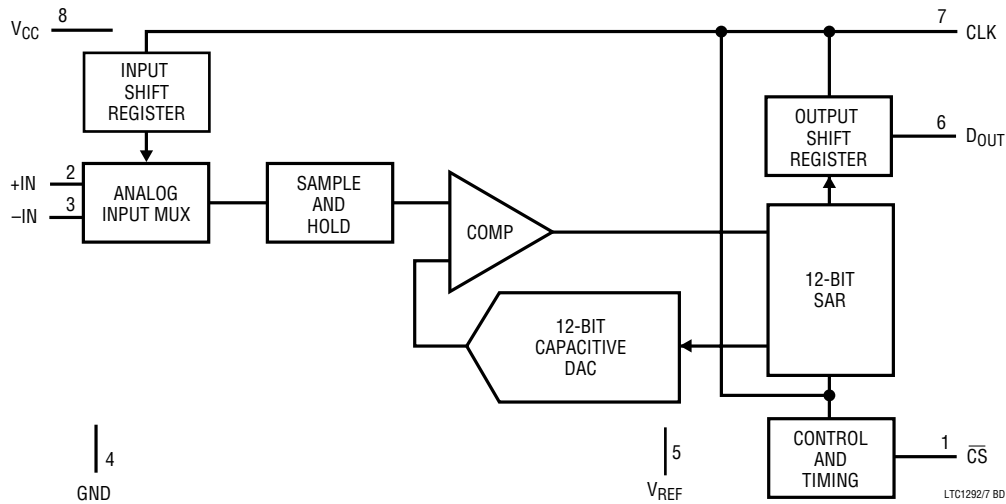 8
VCC
7
CLK
INPUT
SHIFT
REGISTER
OUTPUT
SHIFT
REGISTER
6
DOUT
+IN
2
–IN
3
ANALOG
INPUT MUX
SAMPLE
AND
HOLD
COMP
12-BIT
SAR
12-BIT
CAPACITIVE
DAC
CONTROL
AND
TIMING
1
CS
4
GND
5
VREF
LTC1292/7 BD